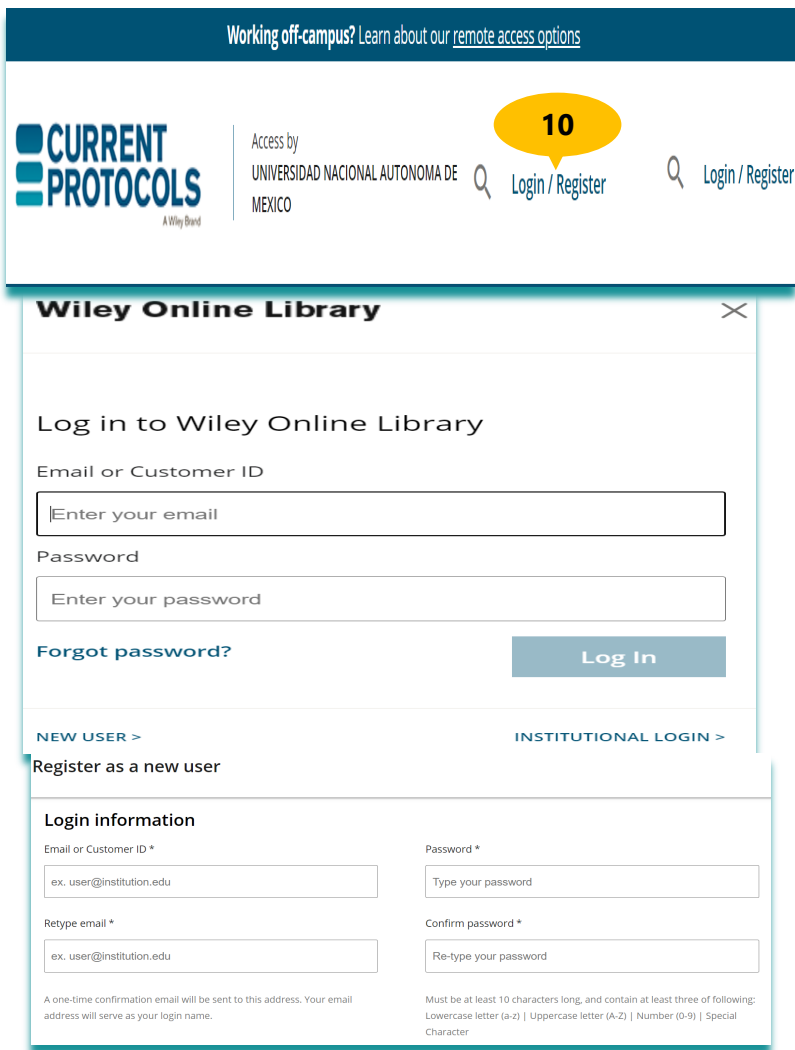 Working off-campus? Learn about our remote access options
10
CURRENT
PROTOCOLS
A Wiley Brand
Access by
UNIVERSIDAD NACIONAL AUTONOMA DE
MEXICO
Login / Register
Login / Register
Wiley Online Library
Log in to Wiley Online Library
Email or Customer ID
Enter your email
Password
Enter your password
Forgot password?
Log In
NEW USER >
INSTITUTIONAL LOGIN >
Register as a new user
Login information
Email or Customer ID *
ex. user@institution.edu
Password *
Type your password
Retype email *
ex. user@institution.edu
Confirm password *
Re-type your password
A one-time confirmation email will be sent to this address. Your email
address will serve as your login name.
Must be at least 10 characters long, and contain at least three of following:
Lowercase letter (a-z) | Uppercase letter (A-Z) | Number (0-9) | Special
Character